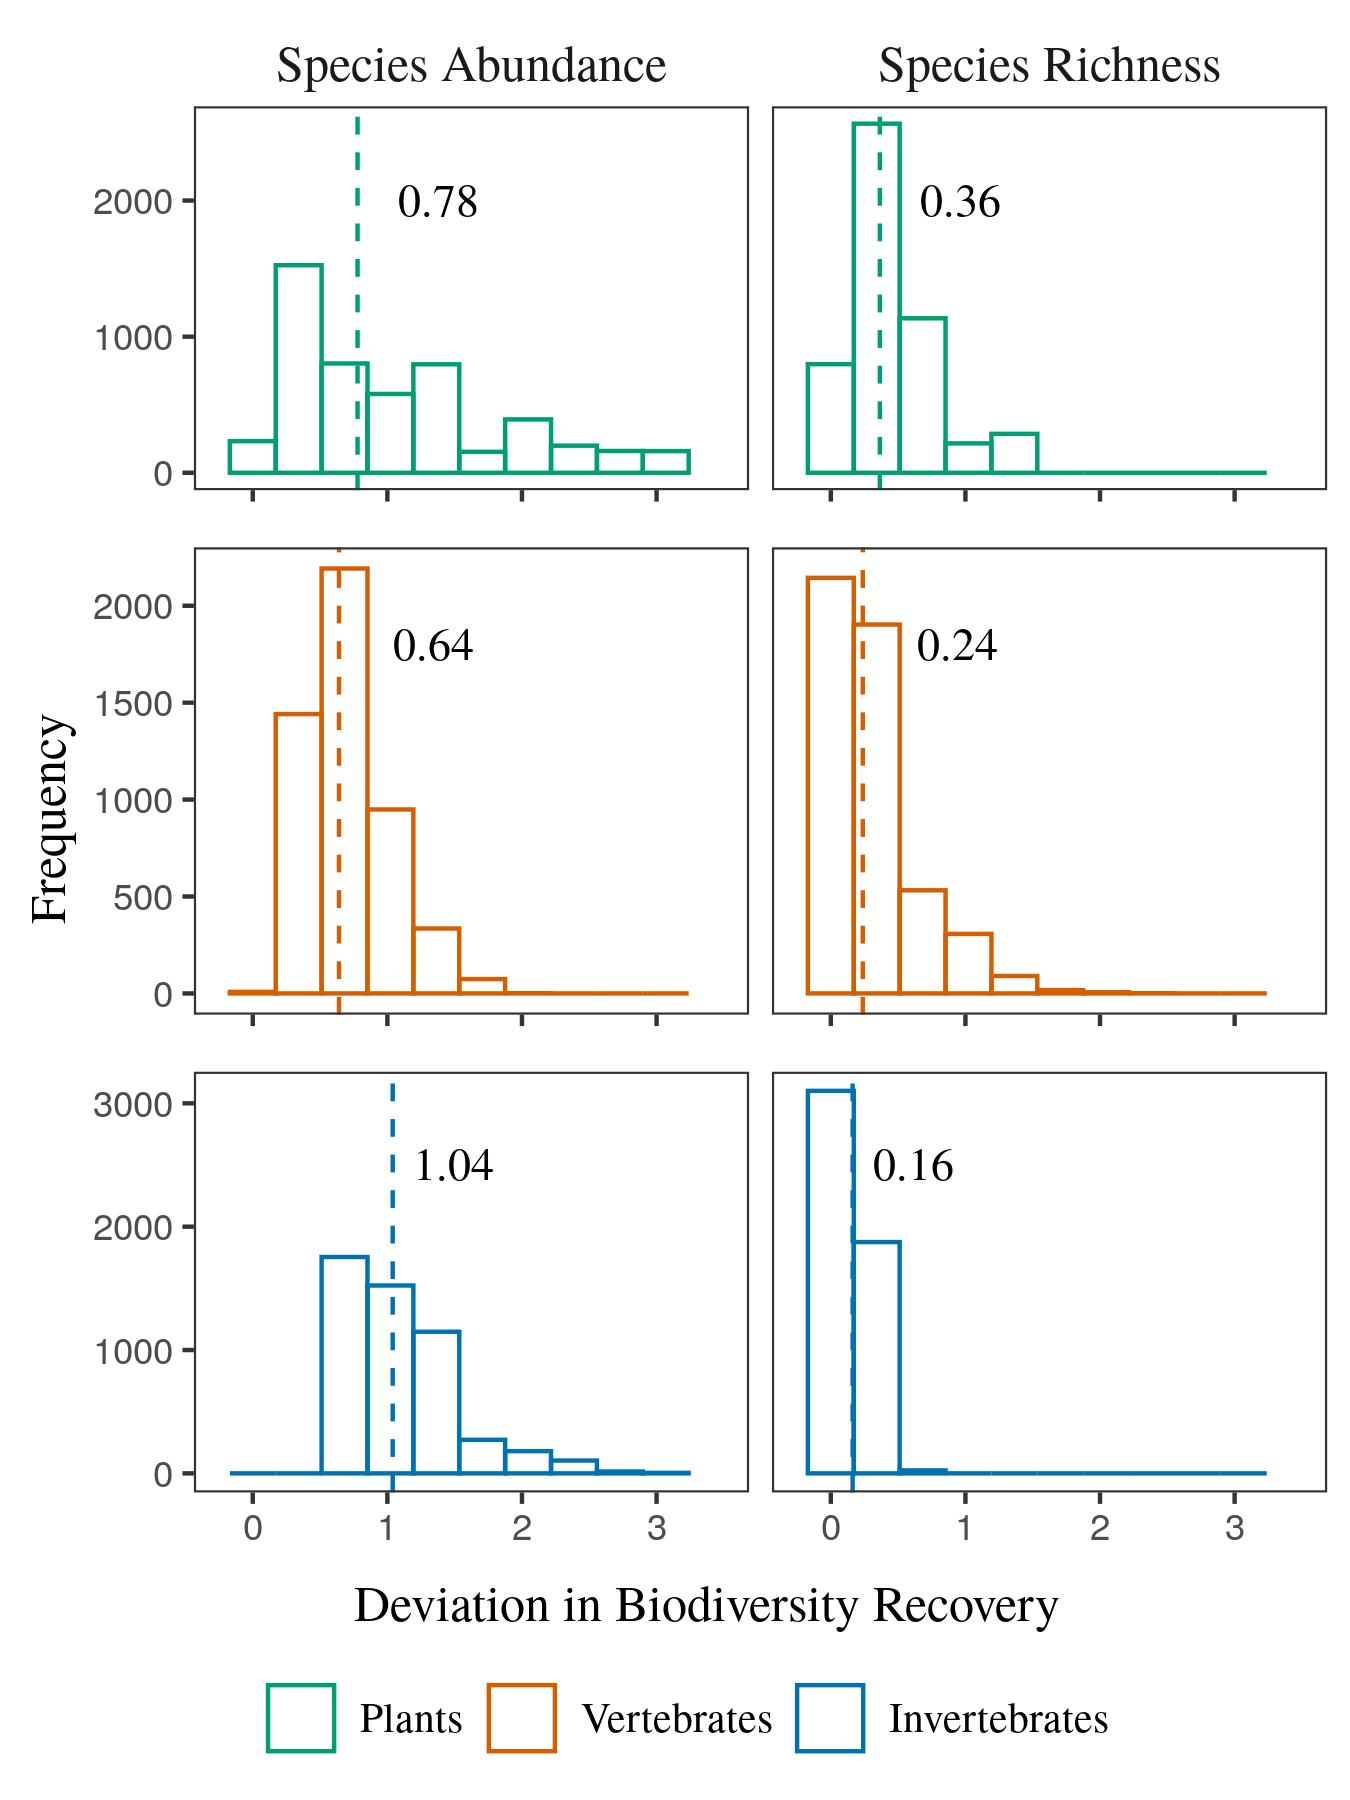 Species Abundance
Species Richness
2000
1000
0
0.78
0.36
2000
1500
1000
500
0
0.64
0.24
3000
2000
1000
0
1.04
0.16
0 1 2 3
0 1 2 3
Frequency
Deviation in Biodiversity Recovery
Plants Vertebrates Invertebrates